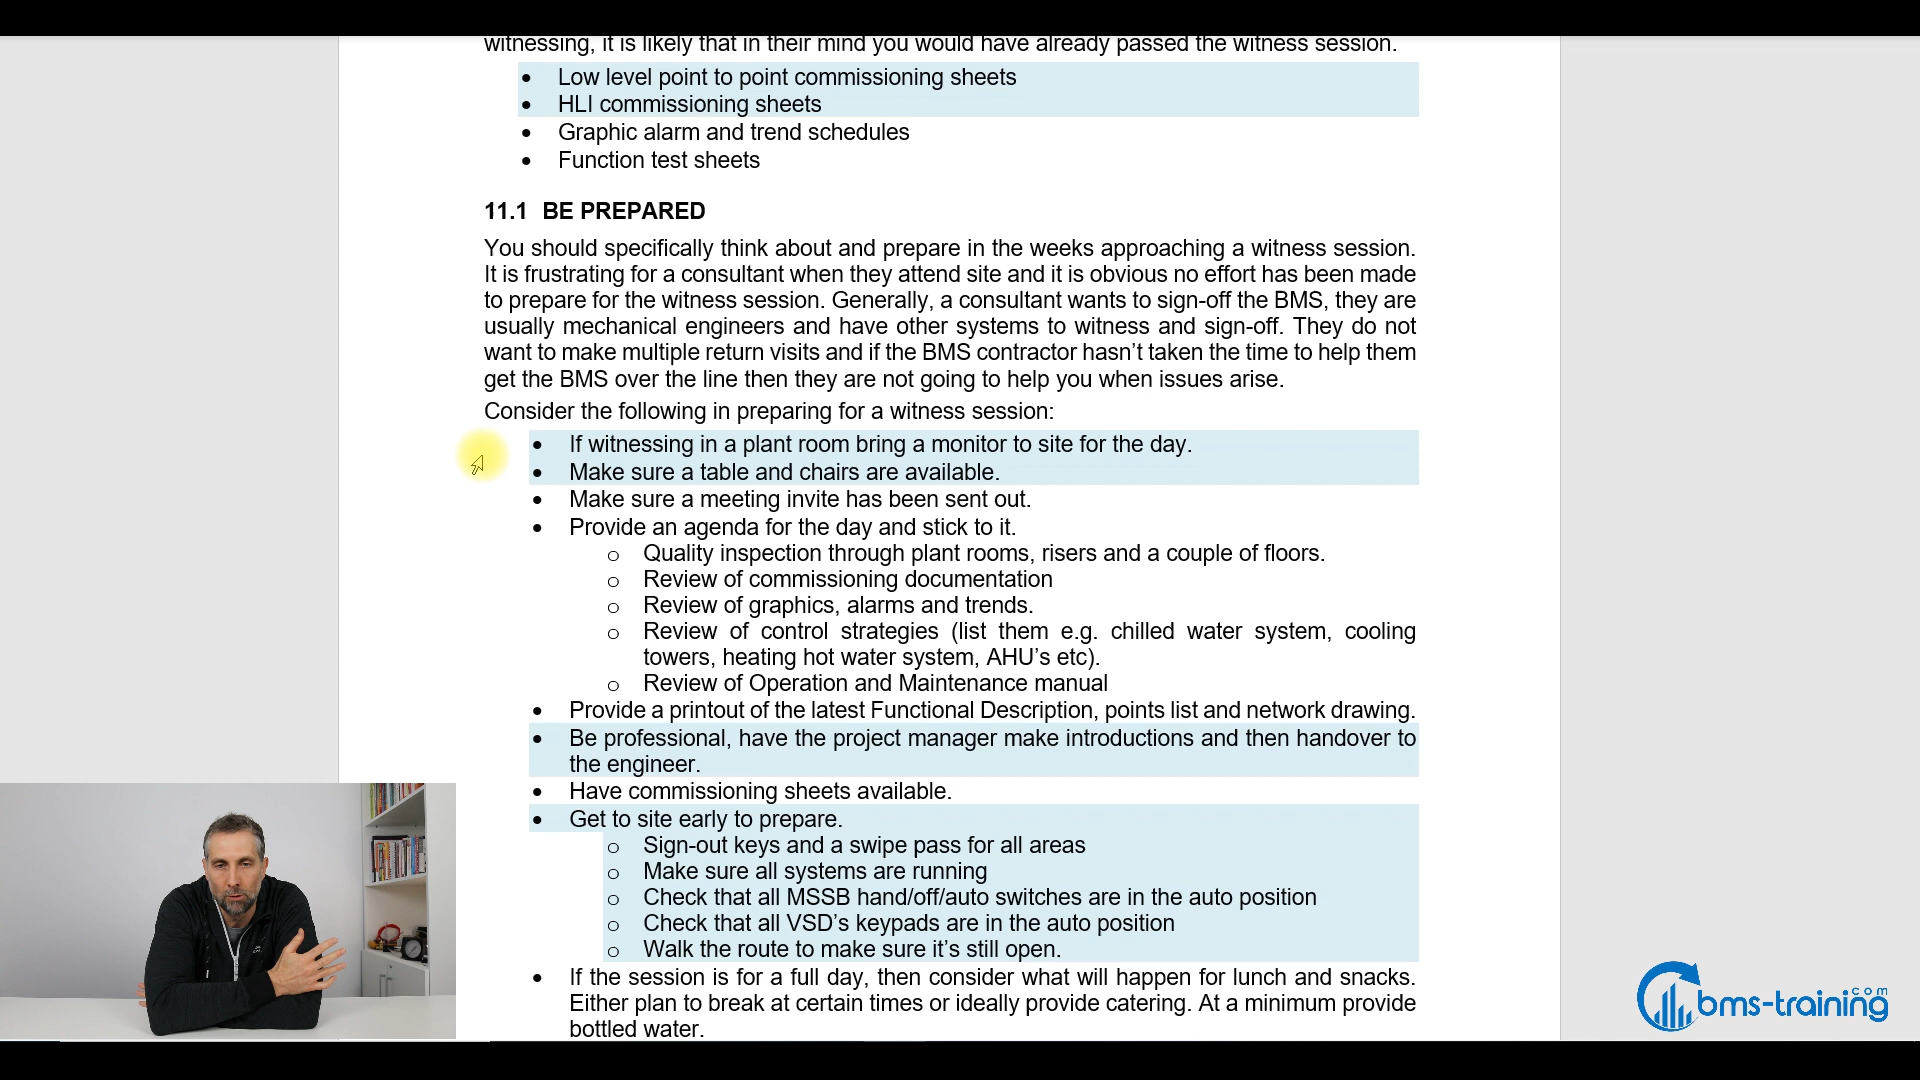 witnessing, it is likely that in their mind you would have already passed the witness session.
• Low level point to point commissioning sheets
• HLI commissioning sheets
• Graphic alarm and trend schedules
• Function test sheets
11.1 BE PREPARED
You should specifically think about and prepare in the weeks approaching a witness session.
It is frustrating for a consultant when they attend site and it is obvious no effort has been made
to prepare for the witness session. Generally, a consultant wants to sign-off the BMS, they are
usually mechanical engineers and have other systems to witness and sign-off. They do not
want to make multiple return visits and if the BMS contractor hasn’t taken the time to help them
get the BMS over the line then they are not going to help you when issues arise.
Consider the following in preparing for a witness session:
• If witnessing in a plant room bring a monitor to site for the day.
• Make sure a table and chairs are available.
• Make sure a meeting invite has been sent out.
• Provide an agenda for the day and stick to it.
o Quality inspection through plant rooms, risers and a couple of floors.
o Review of commissioning documentation
o Review of graphics, alarms and trends.
o Review of control strategies (list them e.g. chilled water system, cooling
towers, heating hot water system, AHU’s etc).
o Review of Operation and Maintenance manual
• Provide a printout of the latest Functional Description, points list and network drawing.
• Be professional, have the project manager make introductions and then handover to
the engineer.
• Have commissioning sheets available.
• Get to site early to prepare.
o Sign-out keys and a swipe pass for all areas
o Make sure all systems are running
o Check that all MSSB hand/off/auto switches are in the auto position
o Check that all VSD’s keypads are in the auto position
o Walk the route to make sure it’s still open.
• If the session is for a full day, then consider what will happen for lunch and snacks.
Either plan to break at certain times or ideally provide catering. At a minimum provide
bottled water.
bms-training.com